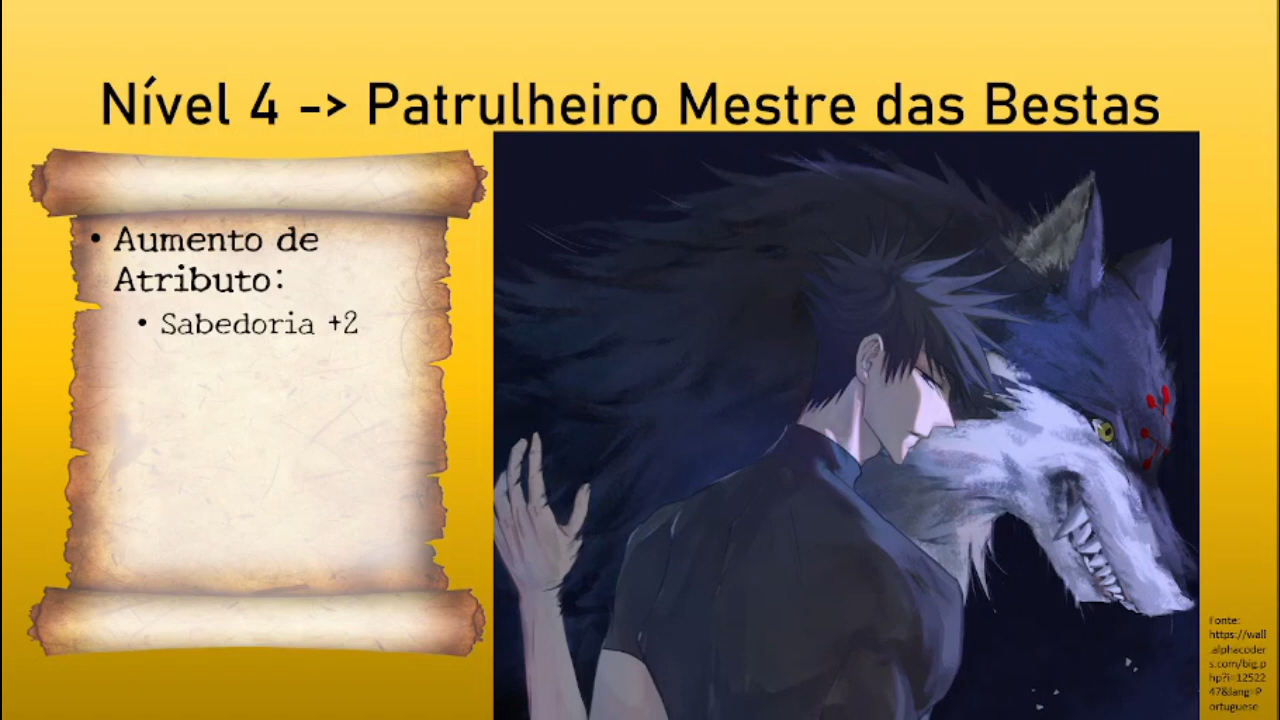 Nível 4 -> Patrulheiro Mestre das Bestas
• Aumento de
Atributo:
• Sabedoria +2
Fonte:
https://wall
.alphacoder
s.com/big.p
hp?i=12522
47&lang=P
ortuguese